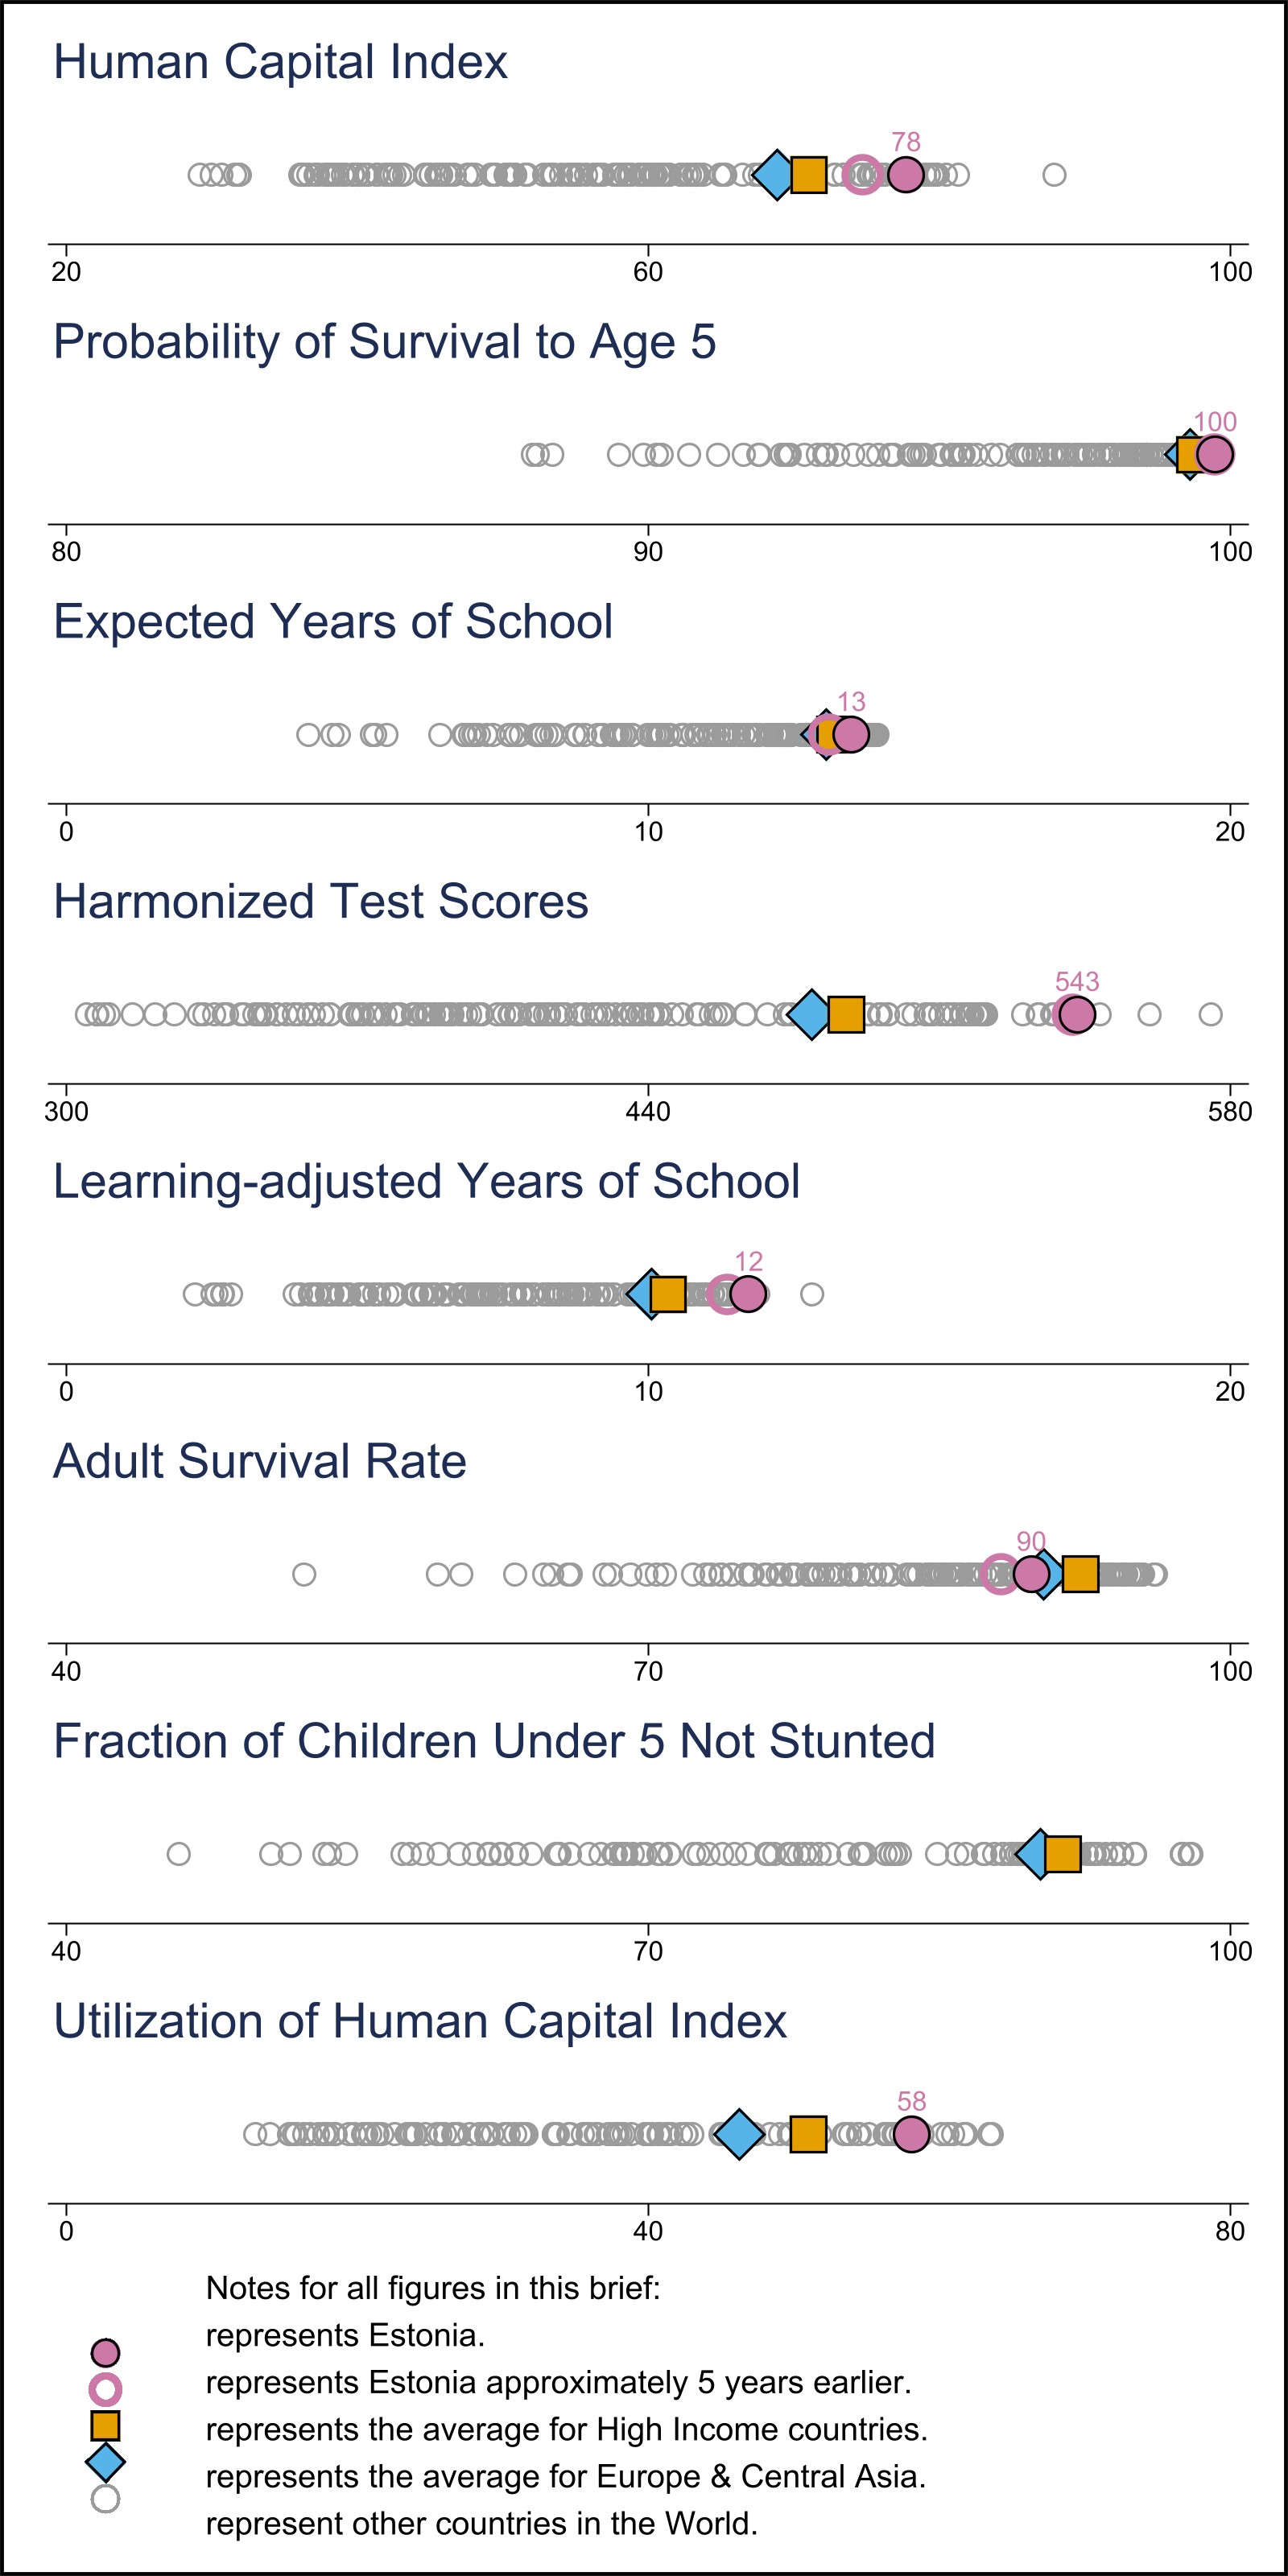 Human Capital Index
78
20 60 100
Probability of Survival to Age 5
100
80 90 100
Expected Years of School
13
0 10 20
Harmonized Test Scores
543
300 440 580
Learning-adjusted Years of School
12
0 10 20
Adult Survival Rate
90
40 70 100
Fraction of Children Under 5 Not Stunted
40 70 100
Utilization of Human Capital Index
58
0 40 80
Notes for all figures in this brief:
represents Estonia.
represents Estonia approximately 5 years earlier.
represents the average for High Income countries.
represents the average for Europe & Central Asia.
represent other countries in the World.